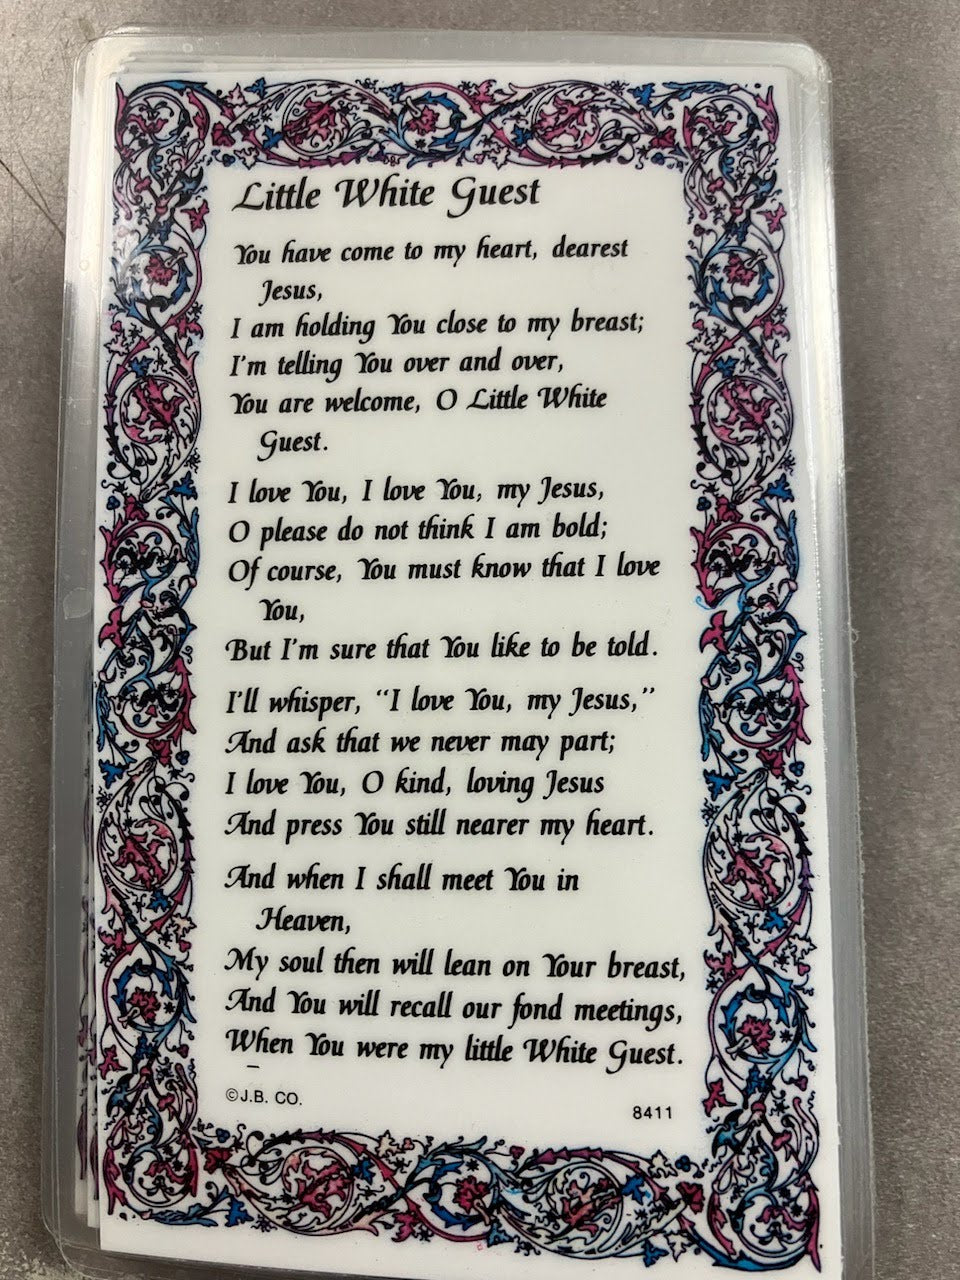 Little White Guest
You have come to my heart, dearest
Jesus,
I am holding You close to my breast;
I'm telling You over and over,
You are welcome, O Little White
Guest.
I love You, I love You, my Jesus,
O please do not think I am bold;
Of course, You must know that I love
You,
But I'm sure that You like to be told.
I'll whisper, "I love You, my Jesus,"
And ask that we never may part;
I love You, O kind, loving Jesus
And press You still nearer my heart.
And when I shall meet You in
Heaven,
My soul then will lean on Your breast,
And You will recall our fond meetings,
When You were my little White Guest.
©J.B. CO.
8411